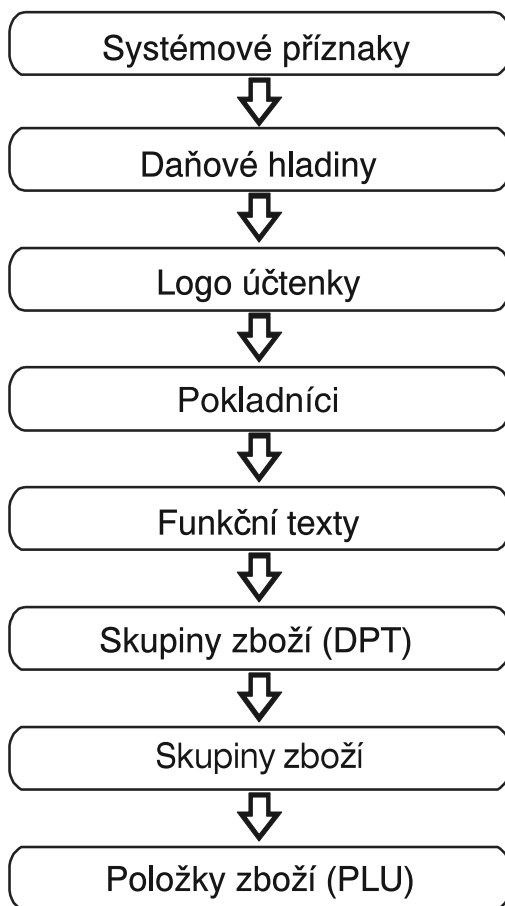 Systémové příznaky
Daňové hladiny
Logo účtenky
Pokladníci
Funkční texty
Skupiny zboží (DPT)
Skupiny zboží
Položky zboží (PLU)